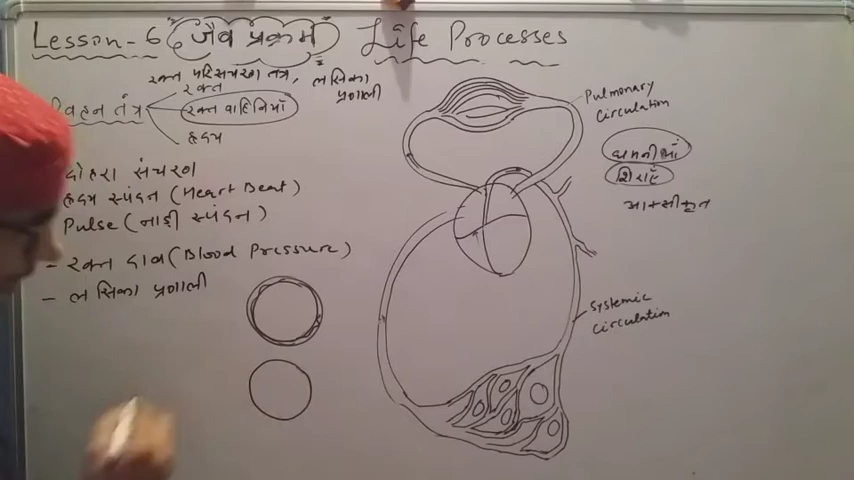 Lesson-6 जैव प्रक्रम Life Processes
रक्त परिसंचरण तंत्र, लसिका प्रणाली
वहन तंत्र
रक्त
रक्त वाहिनियाँ
हृदय
दोहरा संचरण
हृदय स्पंदन (Heart Beat)
Pulse (नाड़ी स्पंदन)
- रक्त दाब (Blood Pressure)
- लसिका प्रणाली
Pulmonary
Circulation
धमनीयां
शिराएँ
आक्सीकृत
Systemic
Circulation